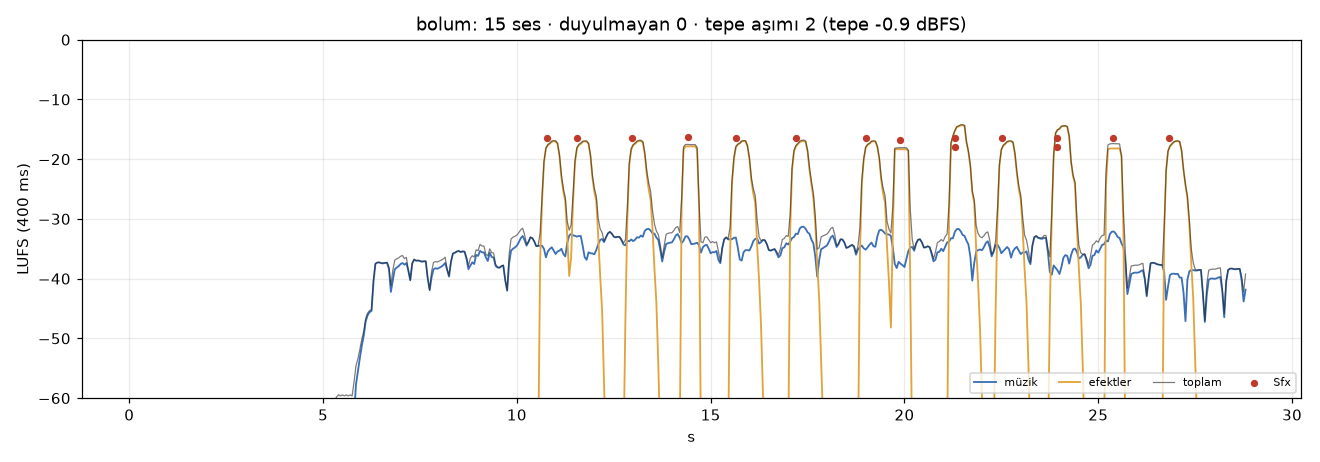 bolum: 15 ses · duyulmayan 0 · tepe aşımı 2 (tepe -0.9 dBFS)
LUFS (400 ms)
0
−10
−20
−30
−40
−50
−60
0
5
10
15
20
25
30
s
müzik
efektler
toplam
Sfx